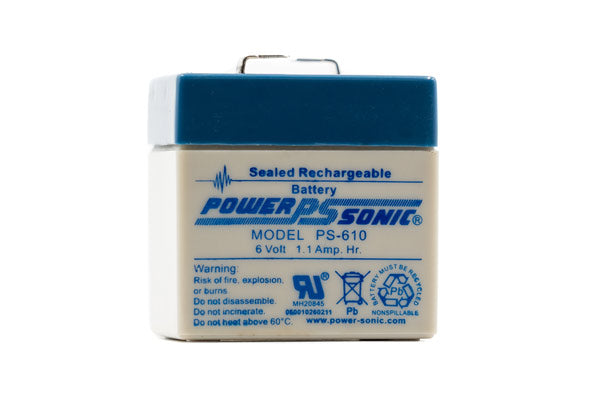 Sealed Rechargeable
Battery
POWER PS SONIC®
MODEL PS-610
6 Volt 1.1 Amp. Hr.
Warning:
Risk of fire, explosion,
or burns.
Do not disassemble.
Do not incinerate.
Do not heat above 60°C.
MH20845
060010260211
Pb
www.power-sonic.com
BATTERY MUST BE RECYCLED
Pb
NONSPILLABLE